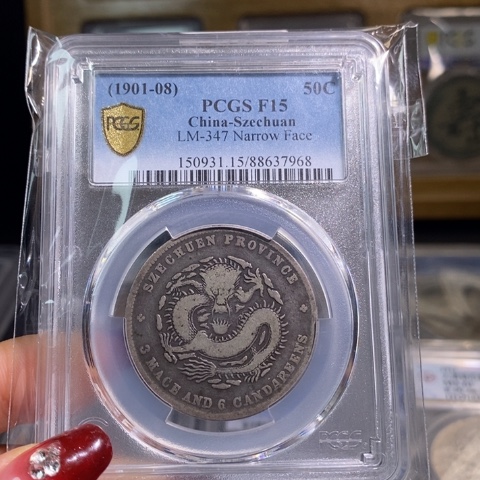 (1901-08) 50C
PCGS F15
China-Szechuan
LM-347 Narrow Face
150931.15/88637968
PCGS
SZECHUEN PROVINCE
3 MACE AND 6 CANDAREENS
PCGS